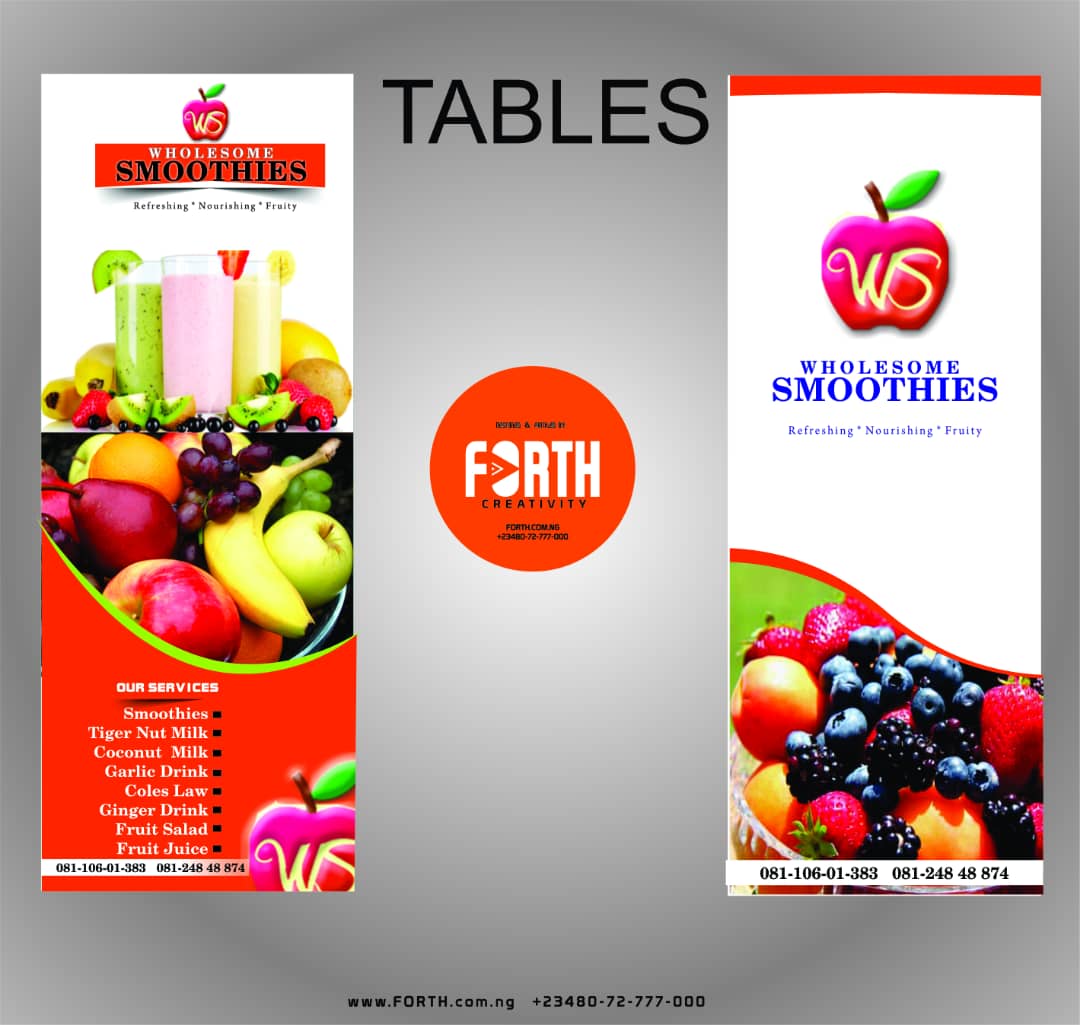 TABLES
WS
WHOLESOME
SMOOTHIES
Refreshing * Nourishing * Fruity
OUR SERVICES
Smoothies
Tiger Nut Milk
Coconut Milk
Garlic Drink
Coles Law
Ginger Drink
Fruit Salad
Fruit Juice
081-106-01-383 081-248 48 874
WS
DESIGNED & PRINTED BY
FORTH
CREATIVITY
FORTH.COM.NG
+23480-72-777-000
WS
WHOLESOME
SMOOTHIES
Refreshing * Nourishing * Fruity
081-106-01-383 081-248 48 874
www.FORTH.com.ng +23480-72-777-000